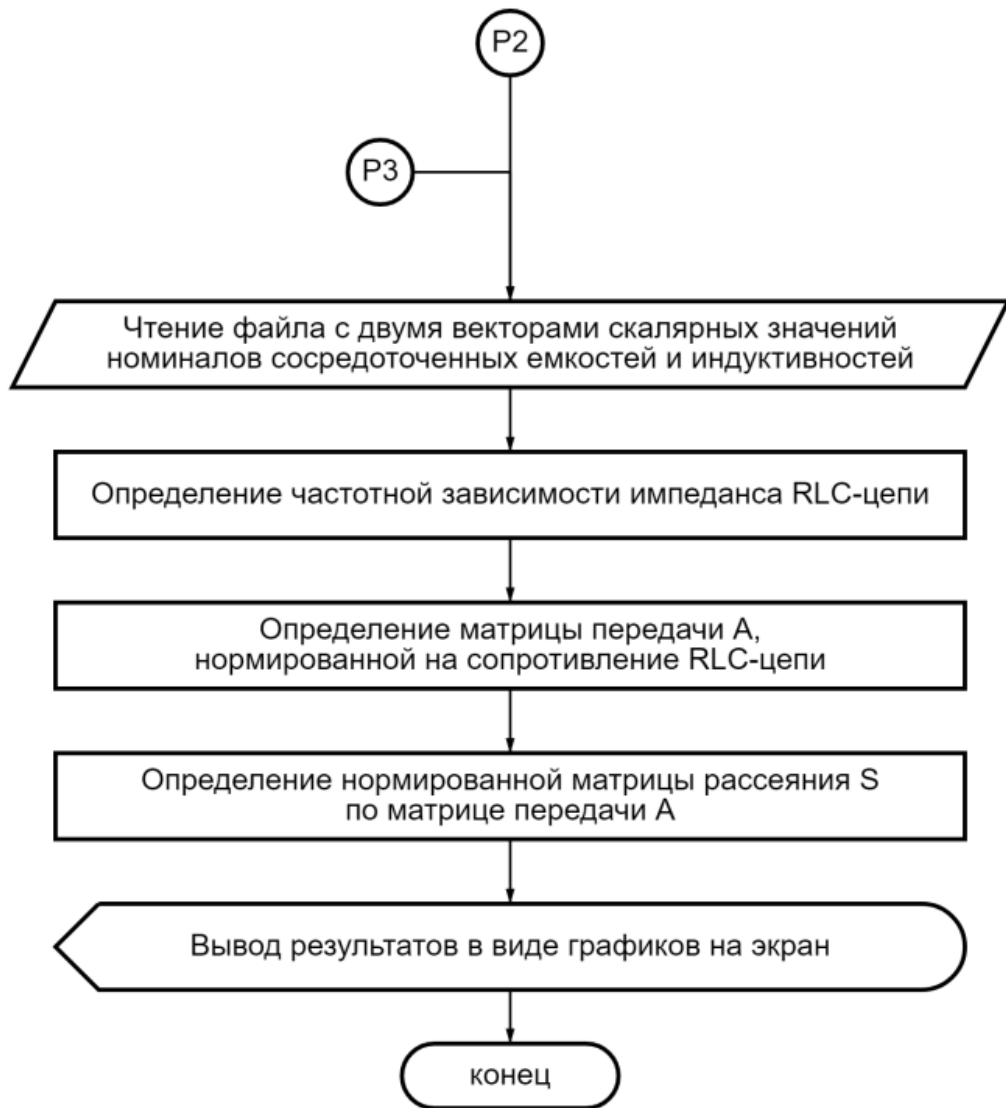 P2
P3
Чтение файла с двумя векторами скалярных значений
номиналов сосредоточенных емкостей и индуктивностей
Определение частотной зависимости импеданса RLC-цепи
Определение матрицы передачи A,
нормированной на сопротивление RLC-цепи
Определение нормированной матрицы рассеяния S
по матрице передачи A
Вывод результатов в виде графиков на экран
конец